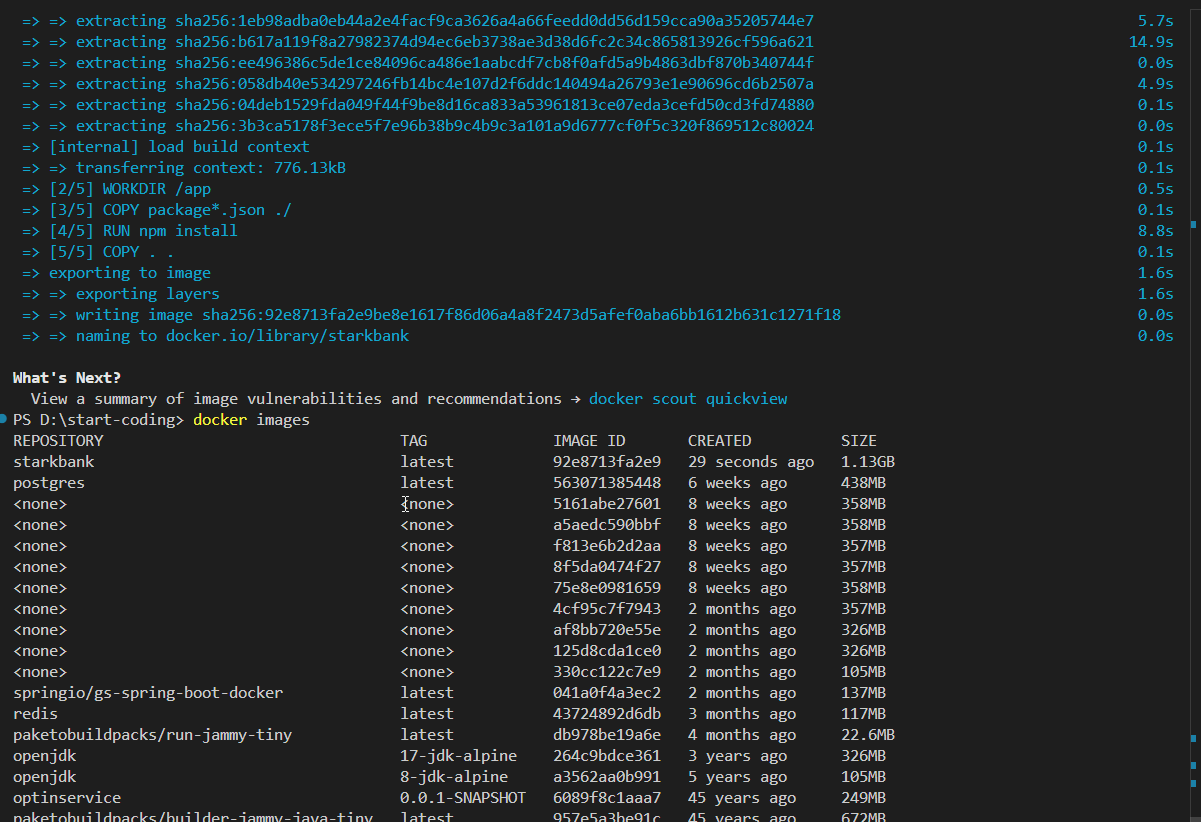 => => extracting sha256:1eb98adba0eb44a2e4facf9ca3626a4a66feedd0dd56d159cca90a35205744e7 5.7s
=> => extracting sha256:b617a119f8a27982374d94ec6eb3738ae3d38d6fc2c34c865813926cf596a621 14.9s
=> => extracting sha256:ee496386c5de1ce84096ca486e1aabcdf7cb8f0afd5a9b4863dbf870b340744f 0.0s
=> => extracting sha256:058db40e534297246fb14bc4e107d2f6ddc140494a26793e1e90696cd6b2507a 4.9s
=> => extracting sha256:04deb1529fda049f44f9be8d16ca833a53961813ce07eda3cefd50cd3fd74880 0.1s
=> => extracting sha256:3b3ca5178f3ece5f7e96b38b9c4b9c3a101a9d6777cf0f5c320f869512c80024 0.0s
=> [internal] load build context 0.1s
=> => transferring context: 776.13kB 0.1s
=> [2/5] WORKDIR /app 0.5s
=> [3/5] COPY package*.json ./ 0.1s
=> [4/5] RUN npm install 8.8s
=> [5/5] COPY . . 0.1s
=> exporting to image 1.6s
=> => exporting layers 1.6s
=> => writing image sha256:92e8713fa2e9be8e1617f86d06a4a8f2473d5afef0aba6bb1612b631c1271f18 0.0s
=> => naming to docker.io/library/starkbank 0.0s
What's Next?
View a summary of image vulnerabilities and recommendations → docker scout quickview
PS D:\start-coding> docker images
REPOSITORY TAG IMAGE ID CREATED SIZE
starkbank latest 92e8713fa2e9 29 seconds ago 1.13GB
postgres latest 563071385448 6 weeks ago 438MB
<none> <none> 5161abe27601 8 weeks ago 358MB
<none> <none> a5aedc590bbf 8 weeks ago 358MB
<none> <none> f813e6b2d2aa 8 weeks ago 357MB
<none> <none> 8f5da0474f27 8 weeks ago 357MB
<none> <none> 75e8e0981659 8 weeks ago 358MB
<none> <none> 4cf95c7f7943 2 months ago 357MB
<none> <none> af8bb720e55e 2 months ago 326MB
<none> <none> 125d8cda1ce0 2 months ago 326MB
<none> <none> 330cc122c7e9 2 months ago 105MB
springio/gs-spring-boot-docker latest 041a0f4a3ec2 2 months ago 137MB
redis latest 43724892d6db 3 months ago 117MB
paketobuildpacks/run-jammy-tiny latest db978be19a6e 4 months ago 22.6MB
openjdk 17-jdk-alpine 264c9bdce361 3 years ago 326MB
openjdk 8-jdk-alpine a3562aa0b991 5 years ago 105MB
optinservice 0.0.1-SNAPSHOT 6089f8c1aaa7 45 years ago 249MB
paketobuildpacks/builder-jammy-java-tiny latest 957e5a3be91c 45 years ago 672MB